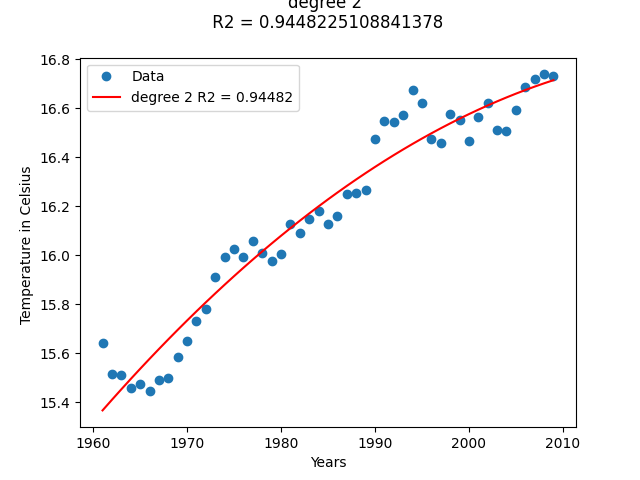 degree 2
R2 = 0.9448225108841378
16.8
16.6
16.4
16.2
16.0
15.8
15.6
15.4
Temperature in Celsius
Data
degree 2 R2 = 0.94482
1960 1970 1980 1990 2000 2010
Years